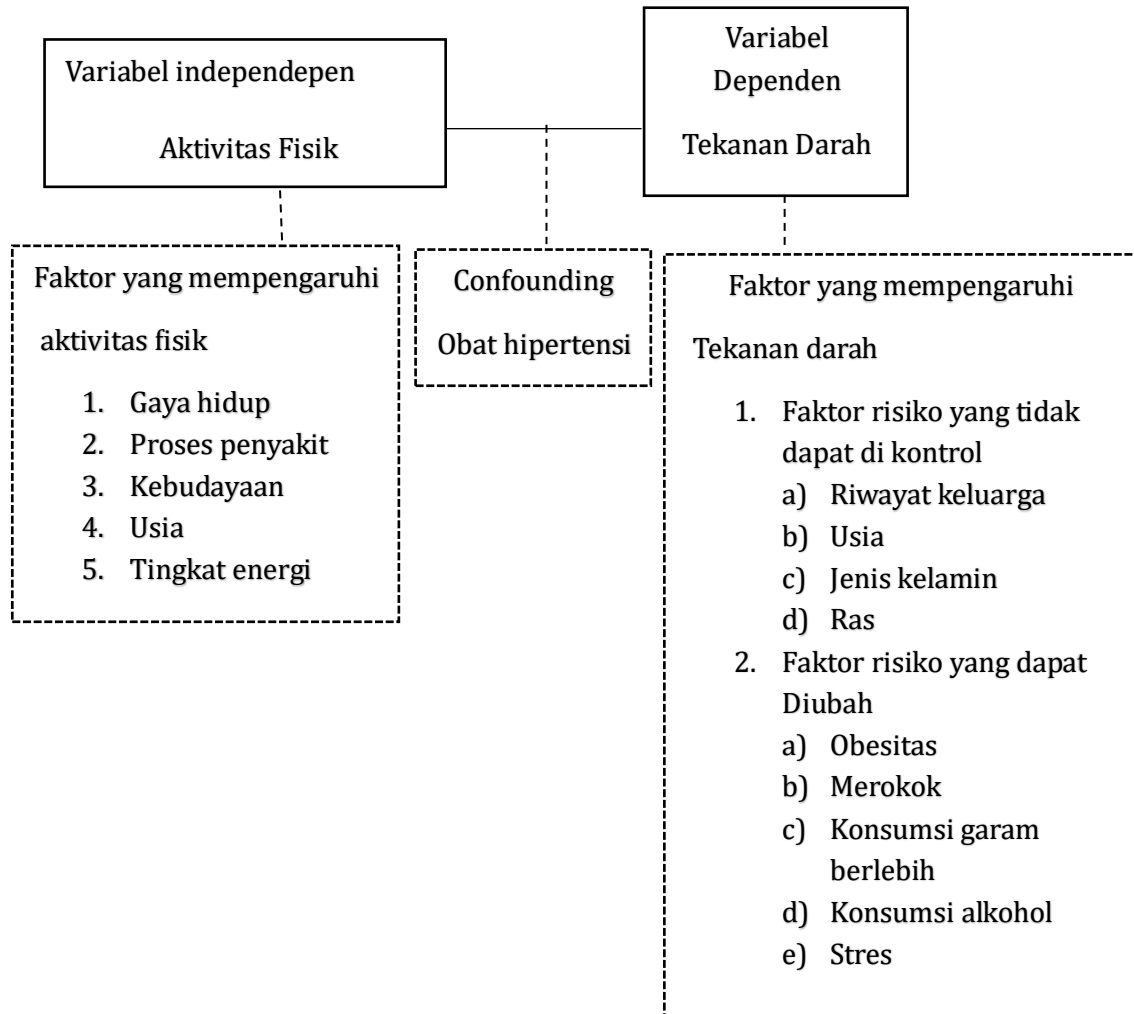 Variabel independepen
Aktivitas Fisik
Variabel
Dependen
Tekanan Darah
Faktor yang mempengaruhi
aktivitas fisik
1. Gaya hidup
2. Proses penyakit
3. Kebudayaan
4. Usia
5. Tingkat energi
Confounding
Obat hipertensi
Faktor yang mempengaruhi
Tekanan darah
1. Faktor risiko yang tidak
dapat di kontrol
a) Riwayat keluarga
b) Usia
c) Jenis kelamin
d) Ras
2. Faktor risiko yang dapat
Diubah
a) Obesitas
b) Merokok
c) Konsumsi garam
berlebih
d) Konsumsi alkohol
e) Stres